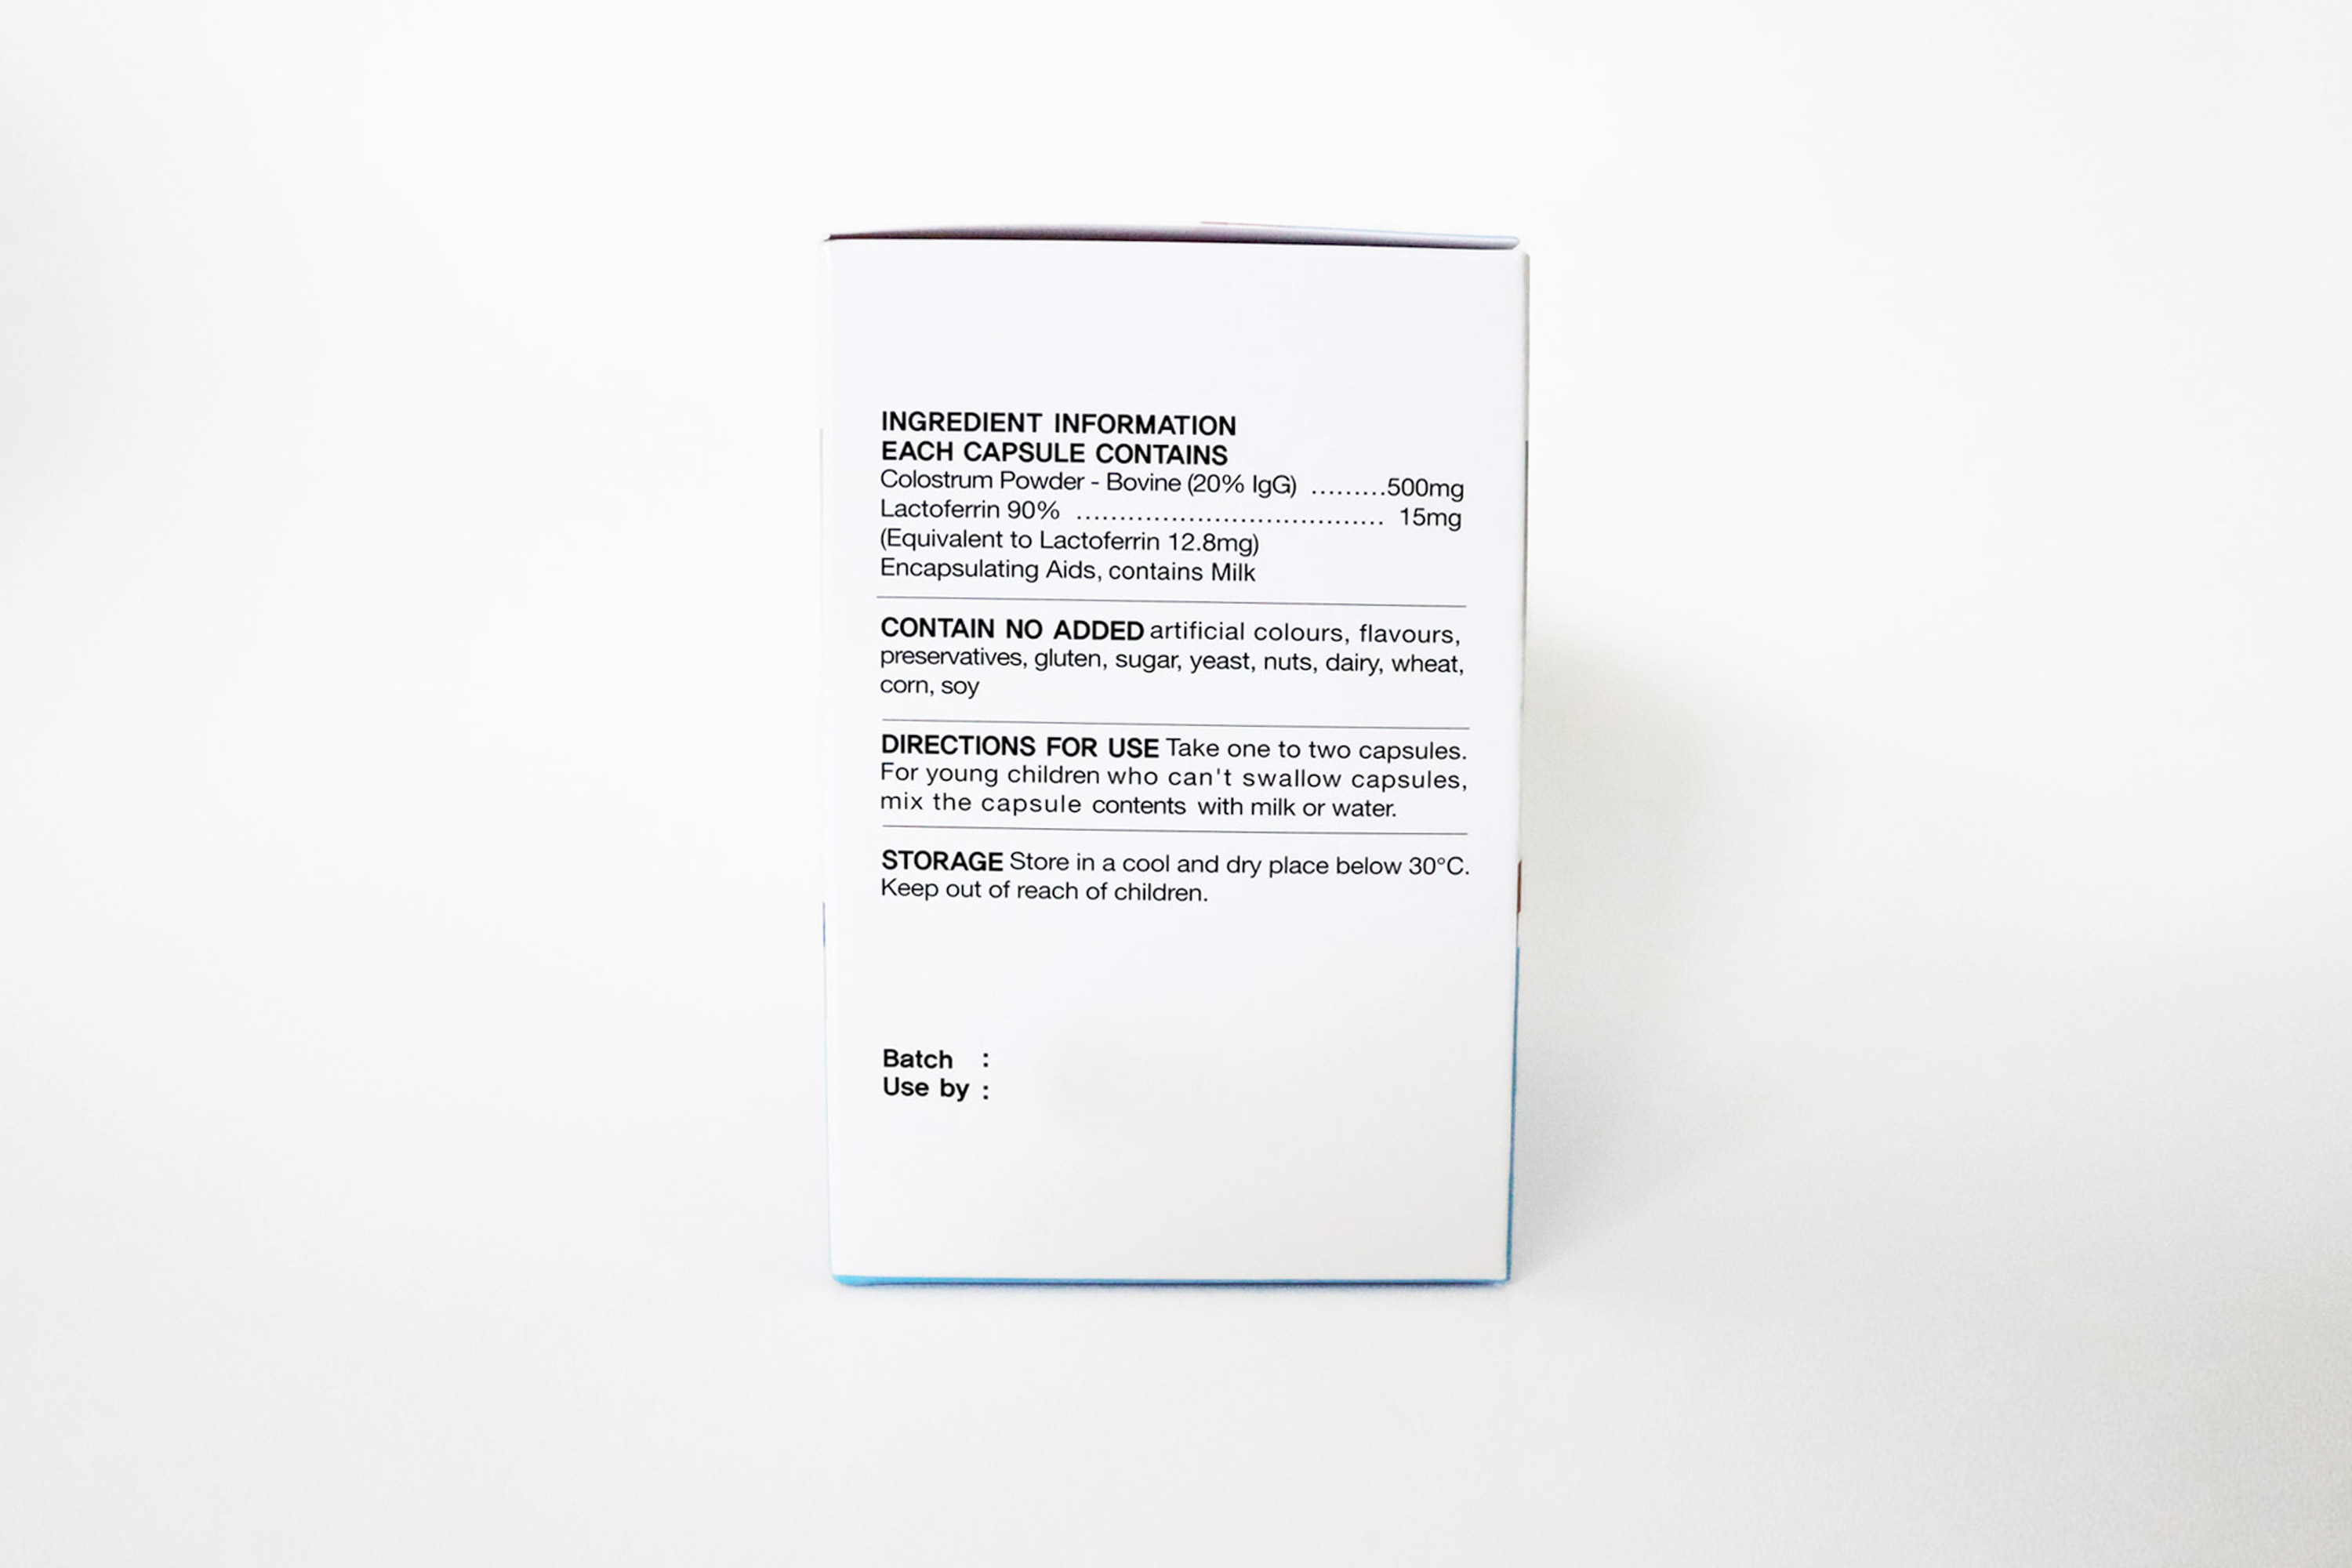 INGREDIENT INFORMATION
EACH CAPSULE CONTAINS
Colostrum Powder - Bovine (20% IgG) .........500mg
Lactoferrin 90% .................................... 15mg
(Equivalent to Lactoferrin 12.8mg)
Encapsulating Aids, contains Milk
CONTAIN NO ADDED artificial colours, flavours,
preservatives, gluten, sugar, yeast, nuts, dairy, wheat,
corn, soy
DIRECTIONS FOR USE Take one to two capsules.
For young children who can't swallow capsules,
mix the capsule contents with milk or water.
STORAGE Store in a cool and dry place below 30°C.
Keep out of reach of children.
Batch :
Use by :